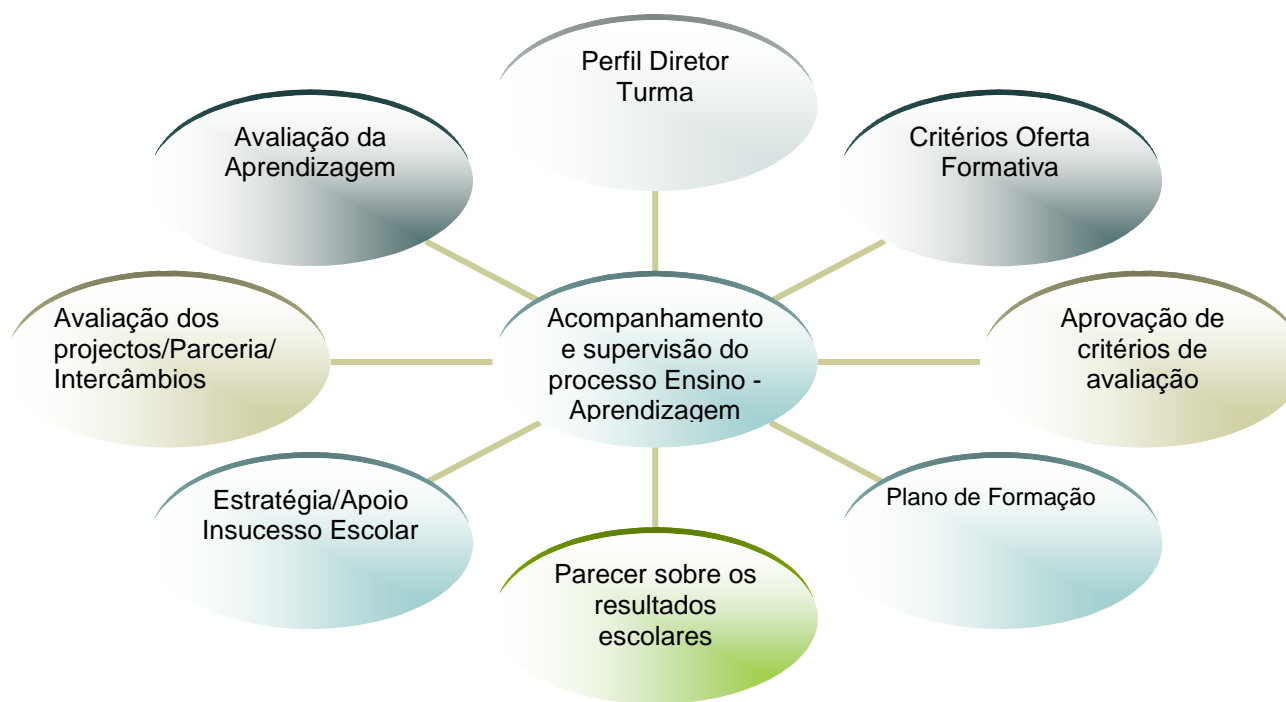 Perfil Diretor
Turma
Avaliação da
Aprendizagem
Critérios Oferta
Formativa
Avaliação dos
projectos/Parceria/
Intercâmbios
Acompanhamento
e supervisão do
processo Ensino -
Aprendizagem
Aprovação de
critérios de
avaliação
Estratégia/Apoio
Insucesso Escolar
Plano de Formação
Parecer sobre os
resultados
escolares